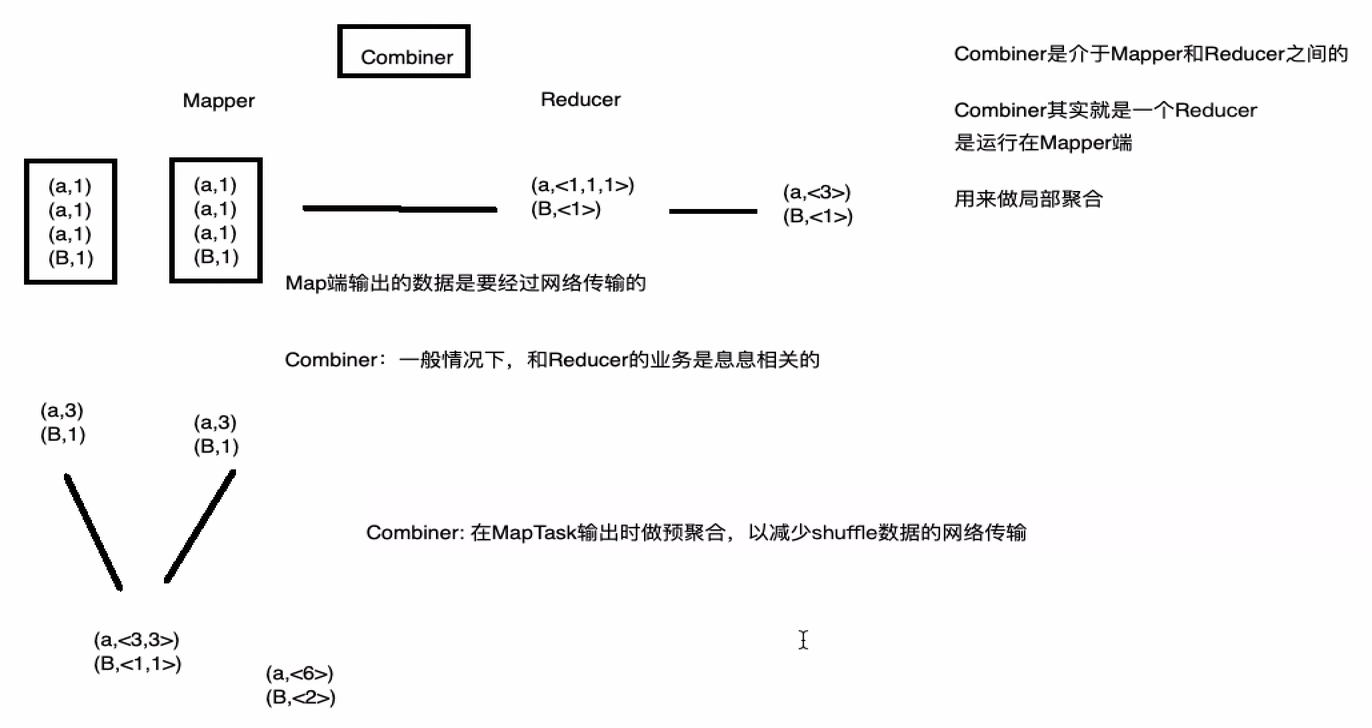 Combiner
Mapper
Reducer
Combiner是介于Mapper和Reducer之间的
Combiner其实就是一个Reducer
是运行在Mapper端
用来做局部聚合
(a,1)
(a,1)
(a,1)
(B,1)
(a,1)
(a,1)
(a,1)
(B,1)
(a,<1,1,1>)
(B,<1>)
(a,<3>)
(B,<1>)
Map端输出的数据是要经过网络传输的
Combiner：一般情况下，和Reducer的业务是息息相关的
(a,3)
(B,1)
(a,3)
(B,1)
Combiner: 在MapTask输出时做预聚合，以减少shuffle数据的网络传输
(a,<3,3>)
(B,<1,1>)
(a,<6>)
(B,<2>)